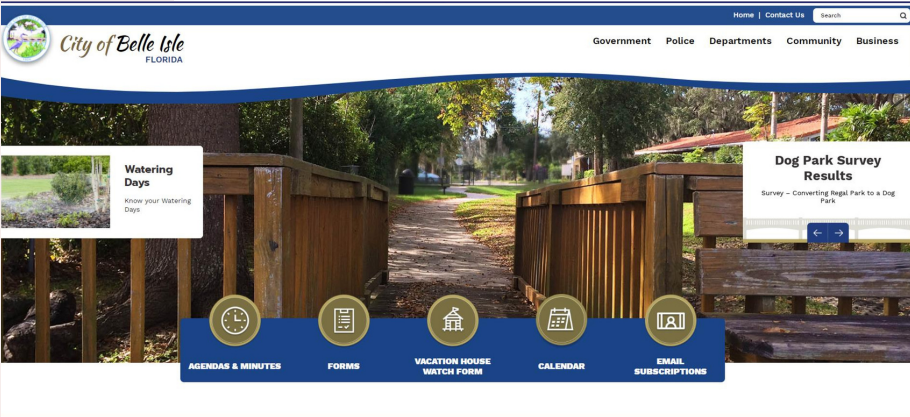 Home | Contact Us
Search
City of Belle Isle
FLORIDA
Government Police Departments Community Business
Watering
Days
Know your Watering
Days
Dog Park Survey
Results
Survey – Converting Regal Park to a Dog
Park
AGENDAS & MINUTES
FORMS
VACATION HOUSE
WATCH FORM
CALENDAR
EMAIL
SUBSCRIPTIONS